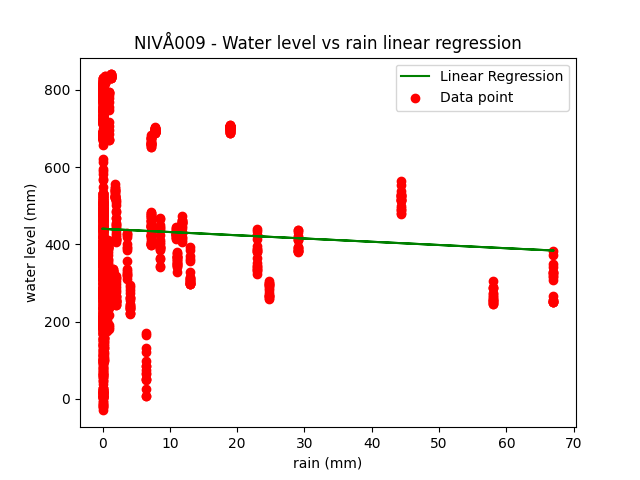 NIVÅ009 - Water level vs rain linear regression
Linear Regression
Data point
water level (mm)
800
600
400
200
0
0 10 20 30 40 50 60 70
rain (mm)